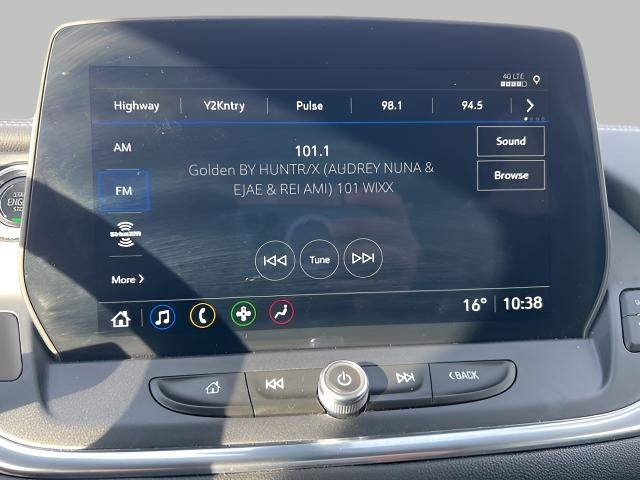 4G LTE
Highway Y2Kntry Pulse 98.1 94.5
AM
101.1
Sound
Golden BY HUNTR/X (AUDREY NUNA &
EJAE & REI AMI) 101 WIXX
Browse
FM
SiriusXM
Tune
More
16° 10:38
BACK